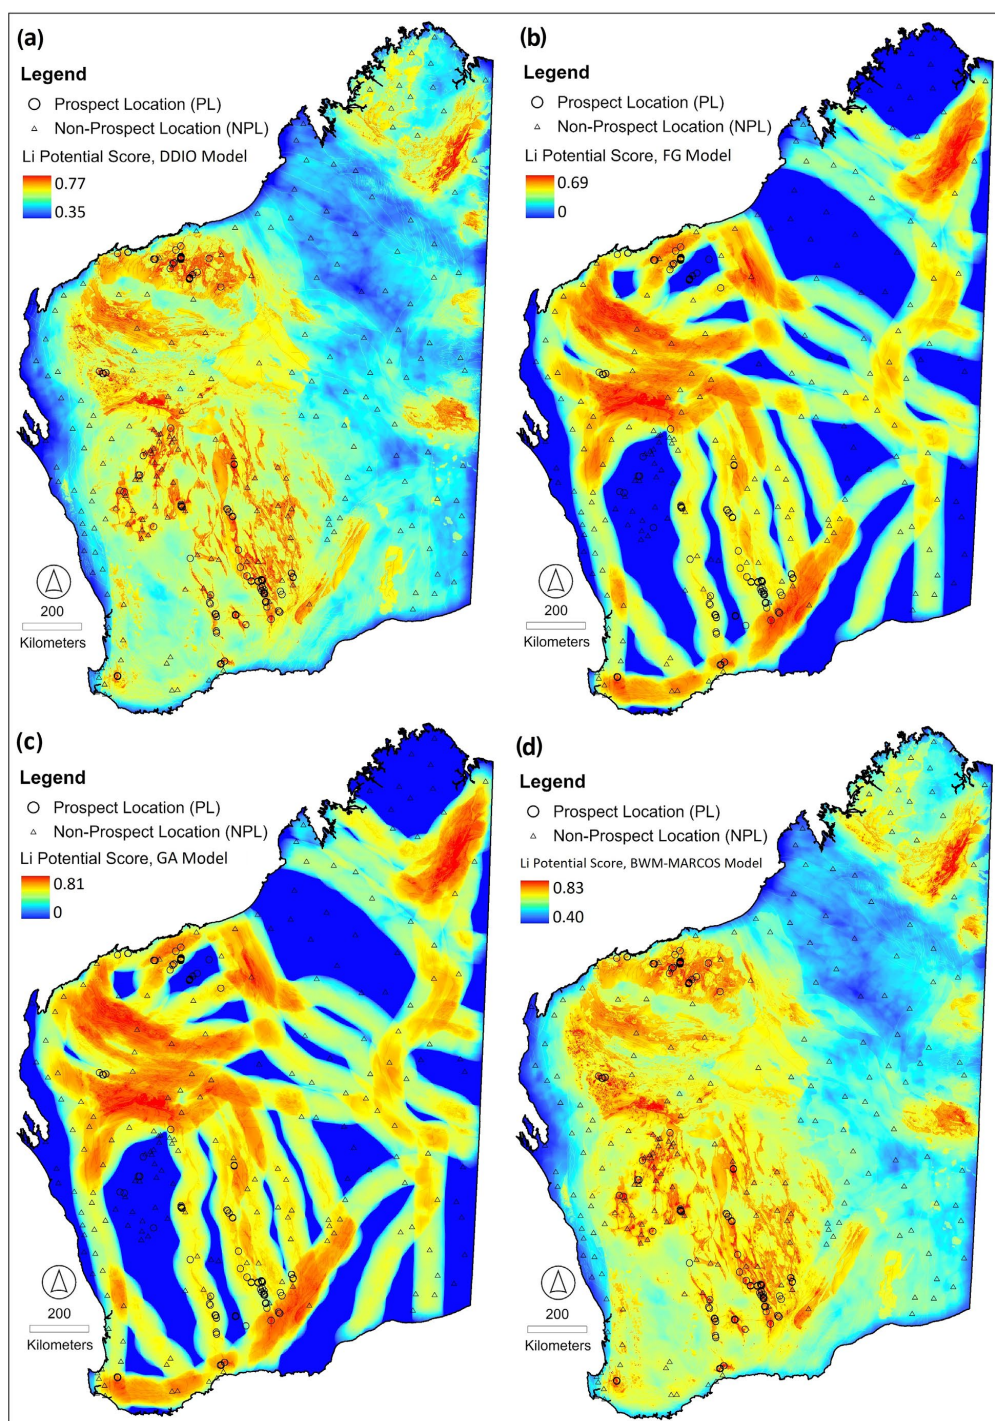 (a)
Legend
Prospect Location (PL)
Non-Prospect Location (NPL)
Li Potential Score, DDIO Model
0.77
0.35
200
Kilometers
(b)
Legend
Prospect Location (PL)
Non-Prospect Location (NPL)
Li Potential Score, FG Model
0.69
0
200
Kilometers
(c)
Legend
Prospect Location (PL)
Non-Prospect Location (NPL)
Li Potential Score, GA Model
0.81
0
200
Kilometers
(d)
Legend
Prospect Location (PL)
Non-Prospect Location (NPL)
Li Potential Score, BWM-MARCOS Model
0.83
0.40
200
Kilometers